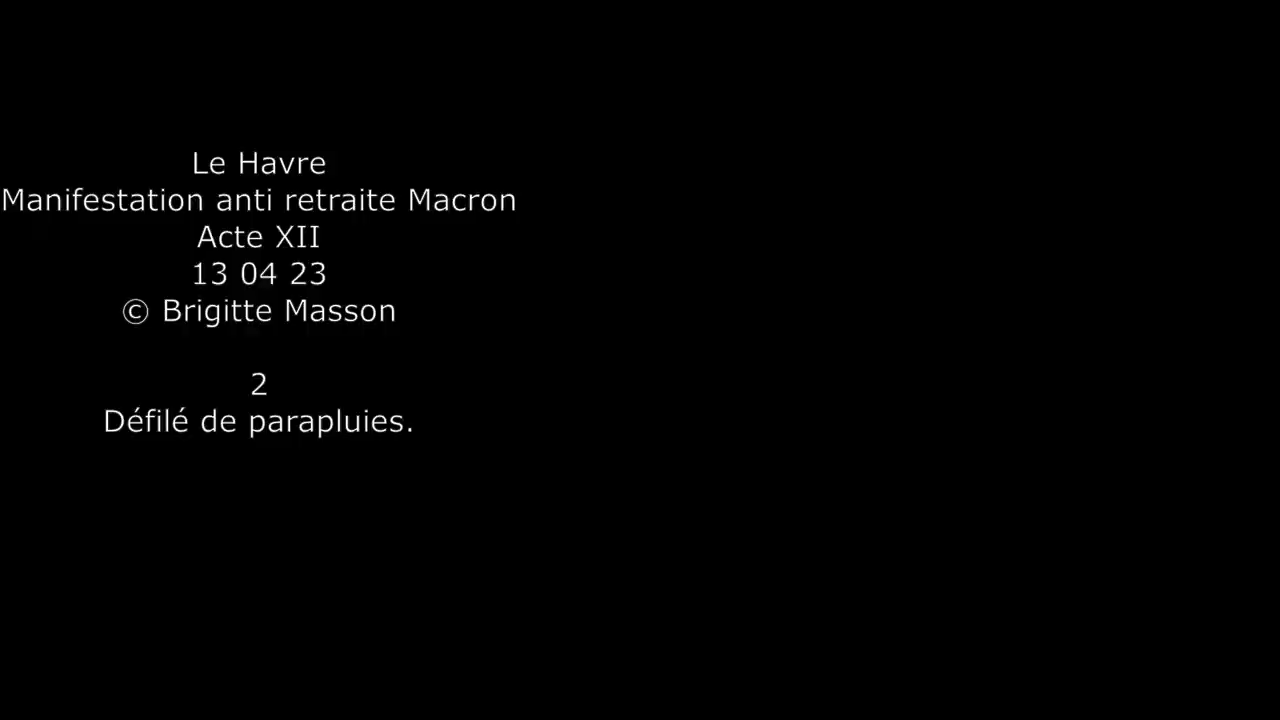 Le Havre
Manifestation anti retraite Macron
Acte XII
13 04 23
© Brigitte Masson
2
Défilé de parapluies.